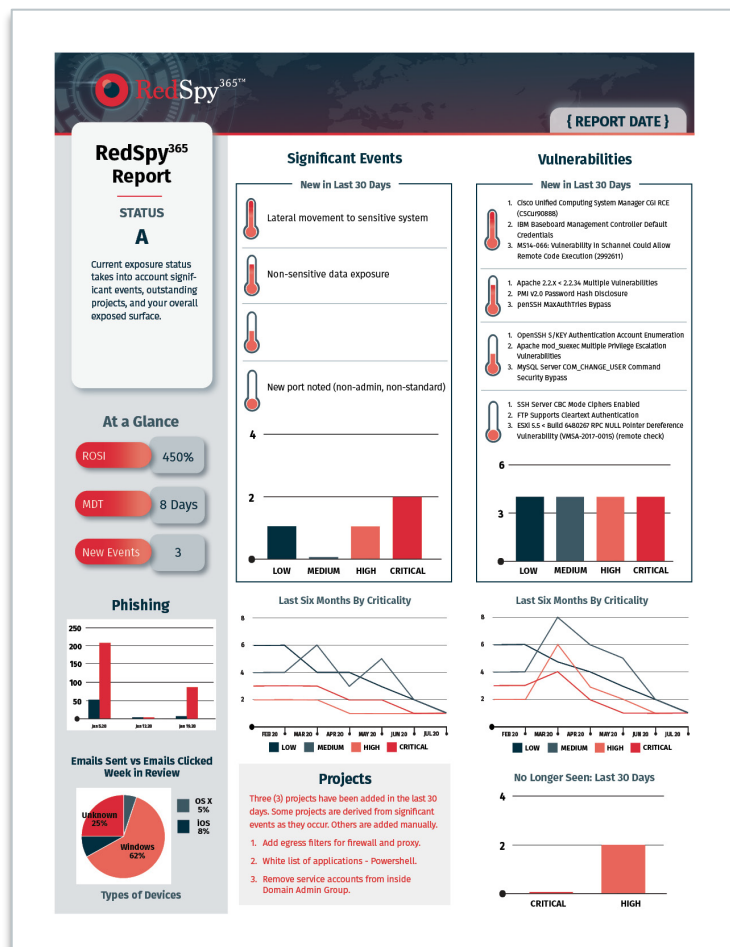 RedSpy365™
{ REPORT DATE }
RedSpy365
Report
STATUS
A
Current exposure status
takes into account signif-
icant events, outstanding
projects, and your overall
exposed surface.
At a Glance
ROSI 450%
MDT 8 Days
New Events 3
Phishing
250
200
150
100
50
0
Jan 5.20 Jan 12.20 Jan 19.20
Emails Sent vs Emails Clicked
Week in Review
Unknown
25%
Windows
62%
OS X
5%
iOS
8%
Types of Devices
Significant Events
New in Last 30 Days
Lateral movement to sensitive system
Non-sensitive data exposure
New port noted (non-admin, non-standard)
4
2
0
LOW MEDIUM HIGH CRITICAL
Last Six Months By Criticality
8
6
4
2
0
FEB 20 MAR 20 APR 20 MAY 20 JUN 20 JUL 20
LOW MEDIUM HIGH CRITICAL
Projects
Three (3) projects have been added in the last 30
days. Some projects are derived from significant
events as they occur. Others are added manually.
1. Add egress filters for firewall and proxy.
2. White list of applications - Powershell.
3. Remove service accounts from inside
Domain Admin Group.
Vulnerabilities
New in Last 30 Days
1. Cisco Unified Computing System Manager CGI RCE
(CSCur90888)
2. IBM Baseboard Management Controller Default
Credentials
3. MS14-066: Vulnerability in Schannel Could Allow
Remote Code Execution (2992611)
1. Apache 2.2.x < 2.2.34 Multiple Vulnerabilities
2. PMI v2.0 Password Hash Disclosure
3. penSSH MaxAuthTries Bypass
1. OpenSSH S/KEY Authentication Account Enumeration
2. Apache mod_suexec Multiple Privilege Escalation
Vulnerabilities
3. MySQL Server COM_CHANGE_USER Command
Security Bypass
1. SSH Server CBC Mode Ciphers Enabled
2. FTP Supports Cleartext Authentication
3. ESXi 5.5 < Build 6480267 RPC NULL Pointer Dereference
Vulnerability (VMSA-2017-0015) (remote check)
6
3
0
LOW MEDIUM HIGH CRITICAL
Last Six Months By Criticality
8
6
4
2
0
FEB 20 MAR 20 APR 20 MAY 20 JUN 20 JUL 20
LOW MEDIUM HIGH CRITICAL
No Longer Seen: Last 30 Days
4
2
0
CRITICAL HIGH